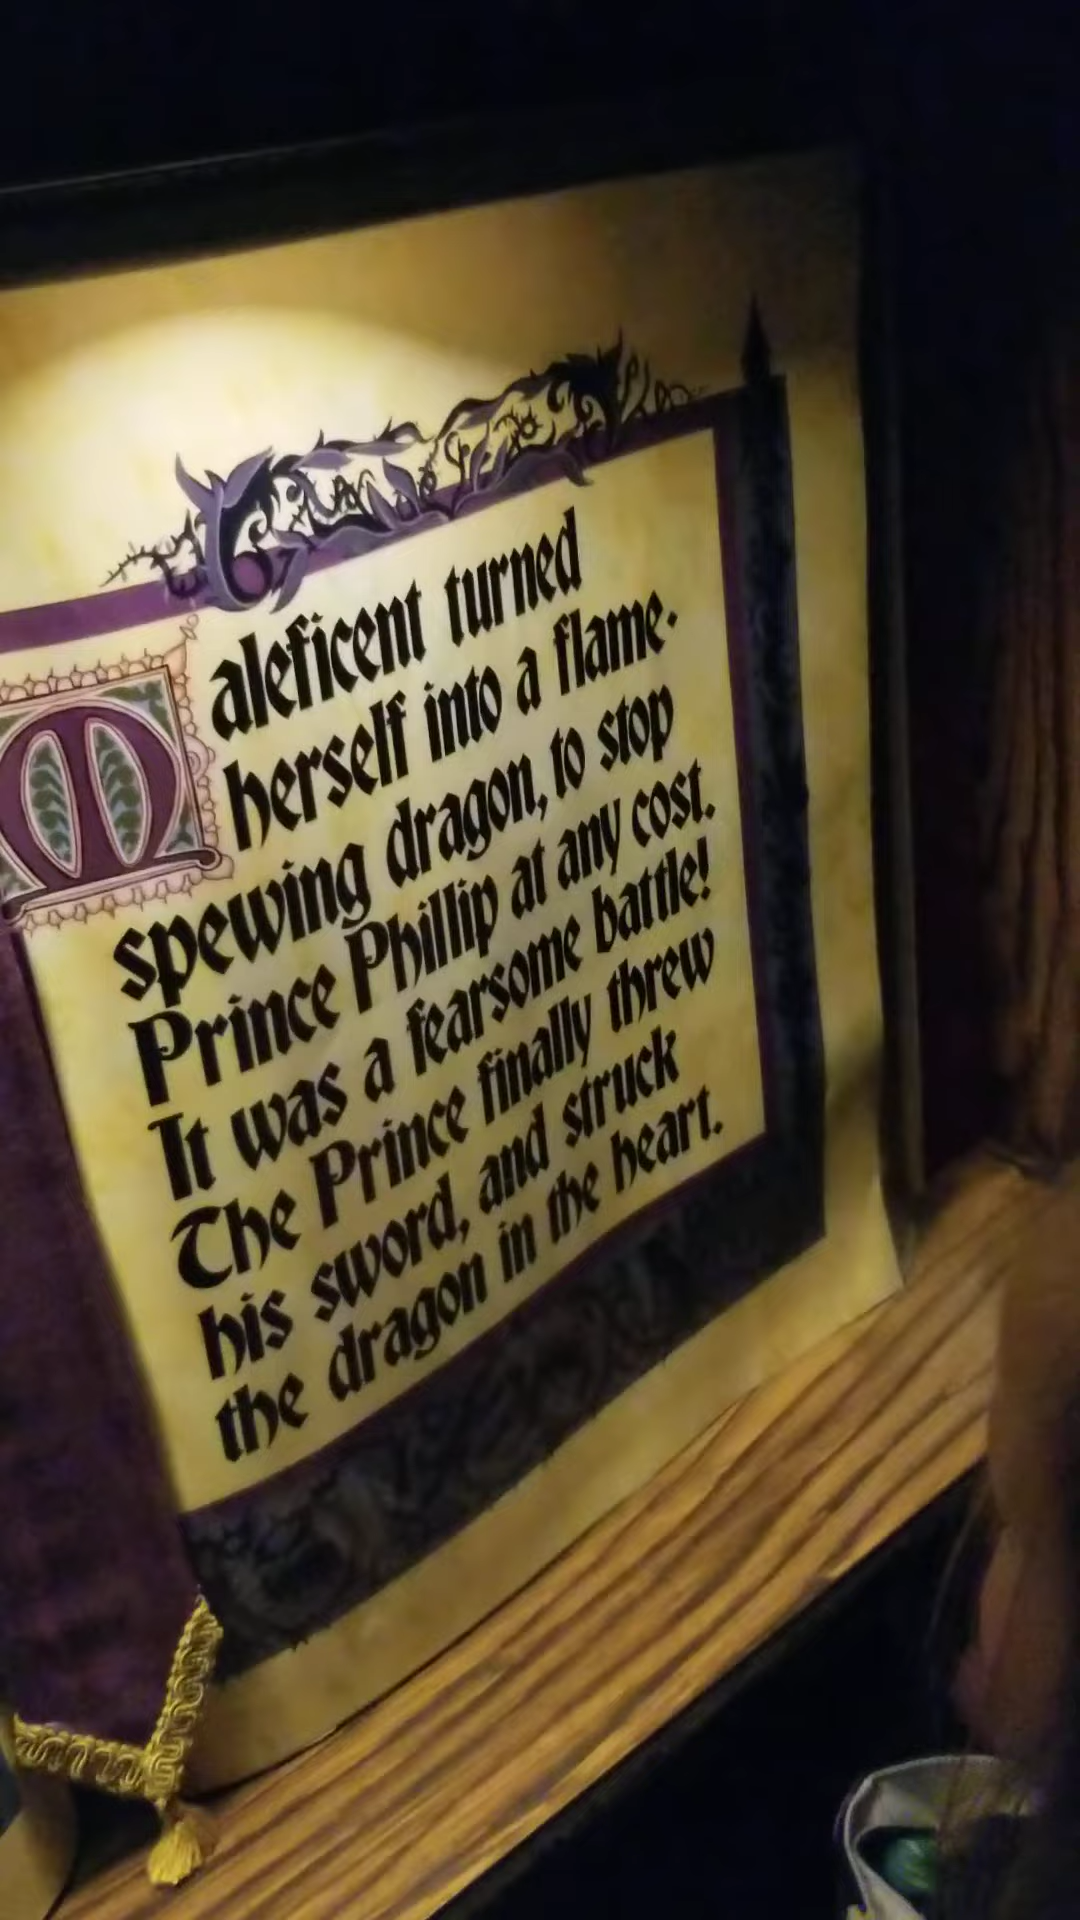 Maleficent turned
herself into a flame-
spewing dragon, to stop
Prince Phillip at any cost.
It was a fearsome battle!
The Prince finally threw
his sword, and struck
the dragon in the heart.